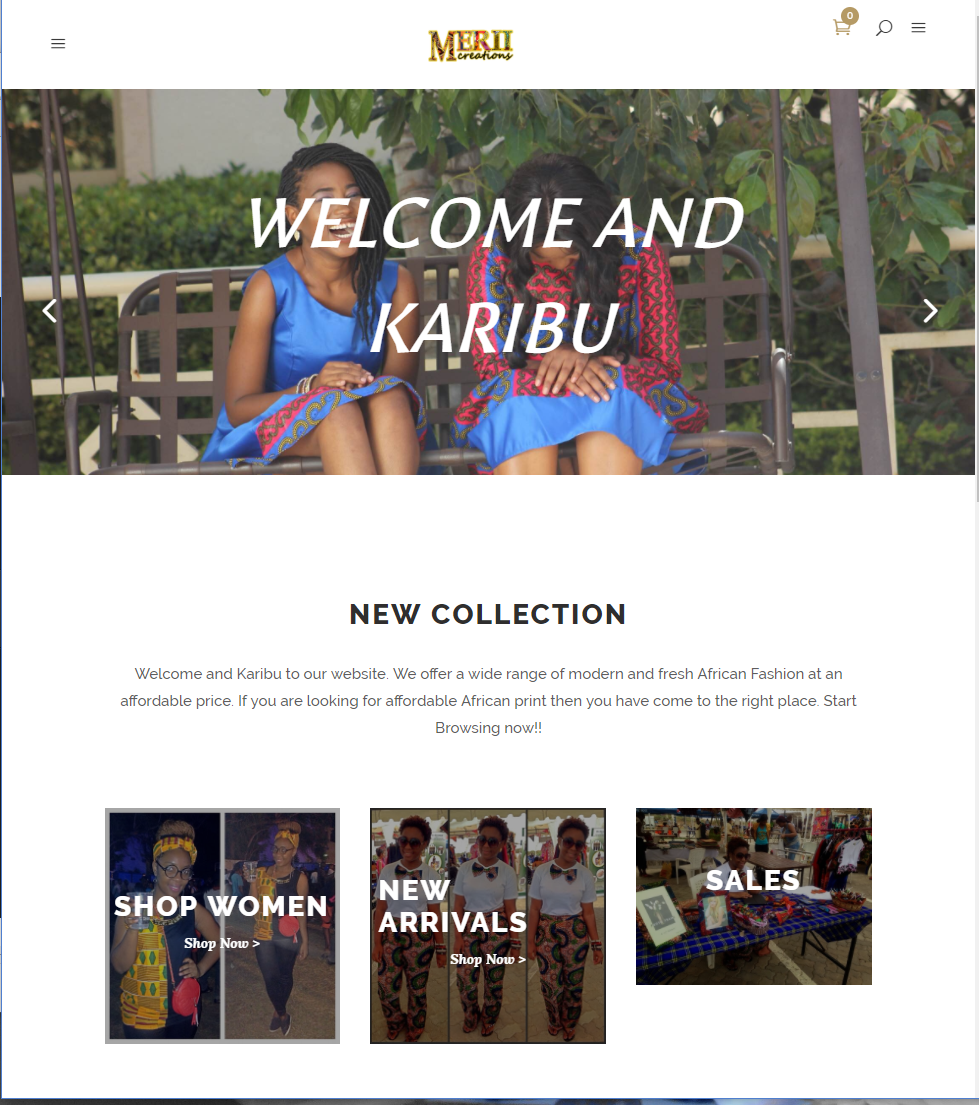 0
MERII
creations
WELCOME AND
KARIBU
NEW COLLECTION
Welcome and Karibu to our website. We offer a wide range of modern and fresh African Fashion at an
affordable price. If you are looking for affordable African print then you have come to the right place. Start
Browsing now!!
SHOP WOMEN
Shop Now >
NEW
ARRIVALS
Shop Now >
SALES